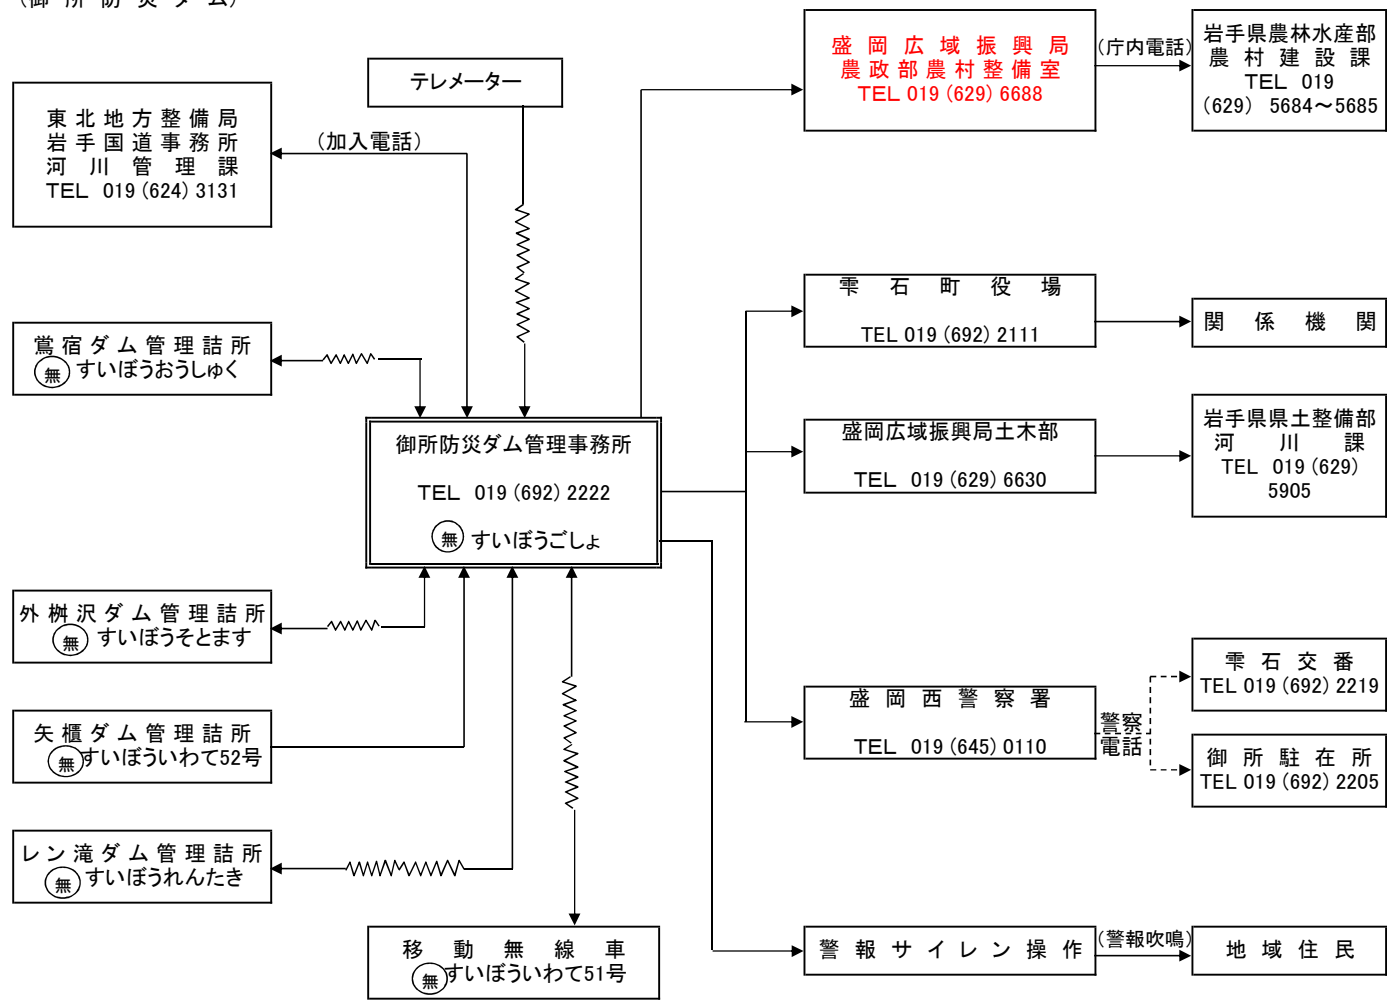 (御所防災ダム)
盛岡広域振興局
農政部農村整備室
TEL 019 (629) 6688
(庁内電話)
岩手県農林水産部
農村建設課
TEL 019
(629) 5684～5685
テレメーター
東北地方整備局
岩手国道事務所
河川管理課
TEL 019 (624) 3131
(加入電話)
雫石町役場
TEL 019 (692) 2111
関係機関
鶯宿ダム管理詰所
無 すいぼうおうしゅく
御所防災ダム管理事務所
TEL 019 (692) 2222
無 すいぼうごしょ
盛岡広域振興局土木部
TEL 019 (629) 6630
岩手県県土整備部
河川課
TEL 019 (629)
5905
外桝沢ダム管理詰所
無 すいぼうそとます
矢櫃ダム管理詰所
無 すいぼういわて52号
レン滝ダム管理詰所
無 すいぼうれんたき
移動無線車
無 すいぼういわて51号
盛岡西警察署
TEL 019 (645) 0110
警察
電話
雫石交番
TEL 019 (692) 2219
御所駐在所
TEL 019 (692) 2205
警報サイレン操作
(警報吹鳴)
地域住民